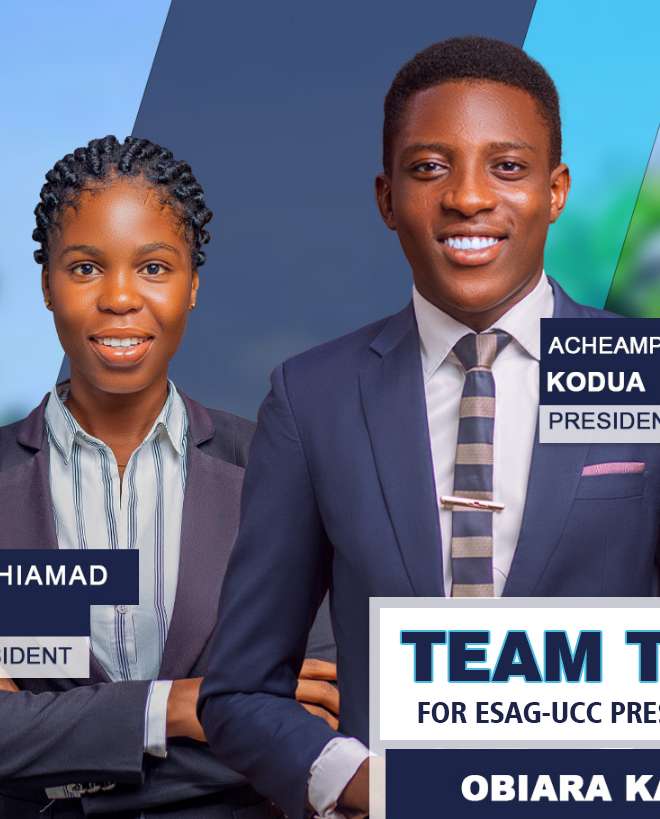 ACHEAMP
KODUA
PRESIDEN
HIAMAD
SIDENT
TEAM T
FOR ESAG-UCC PRES
OBIARA KA